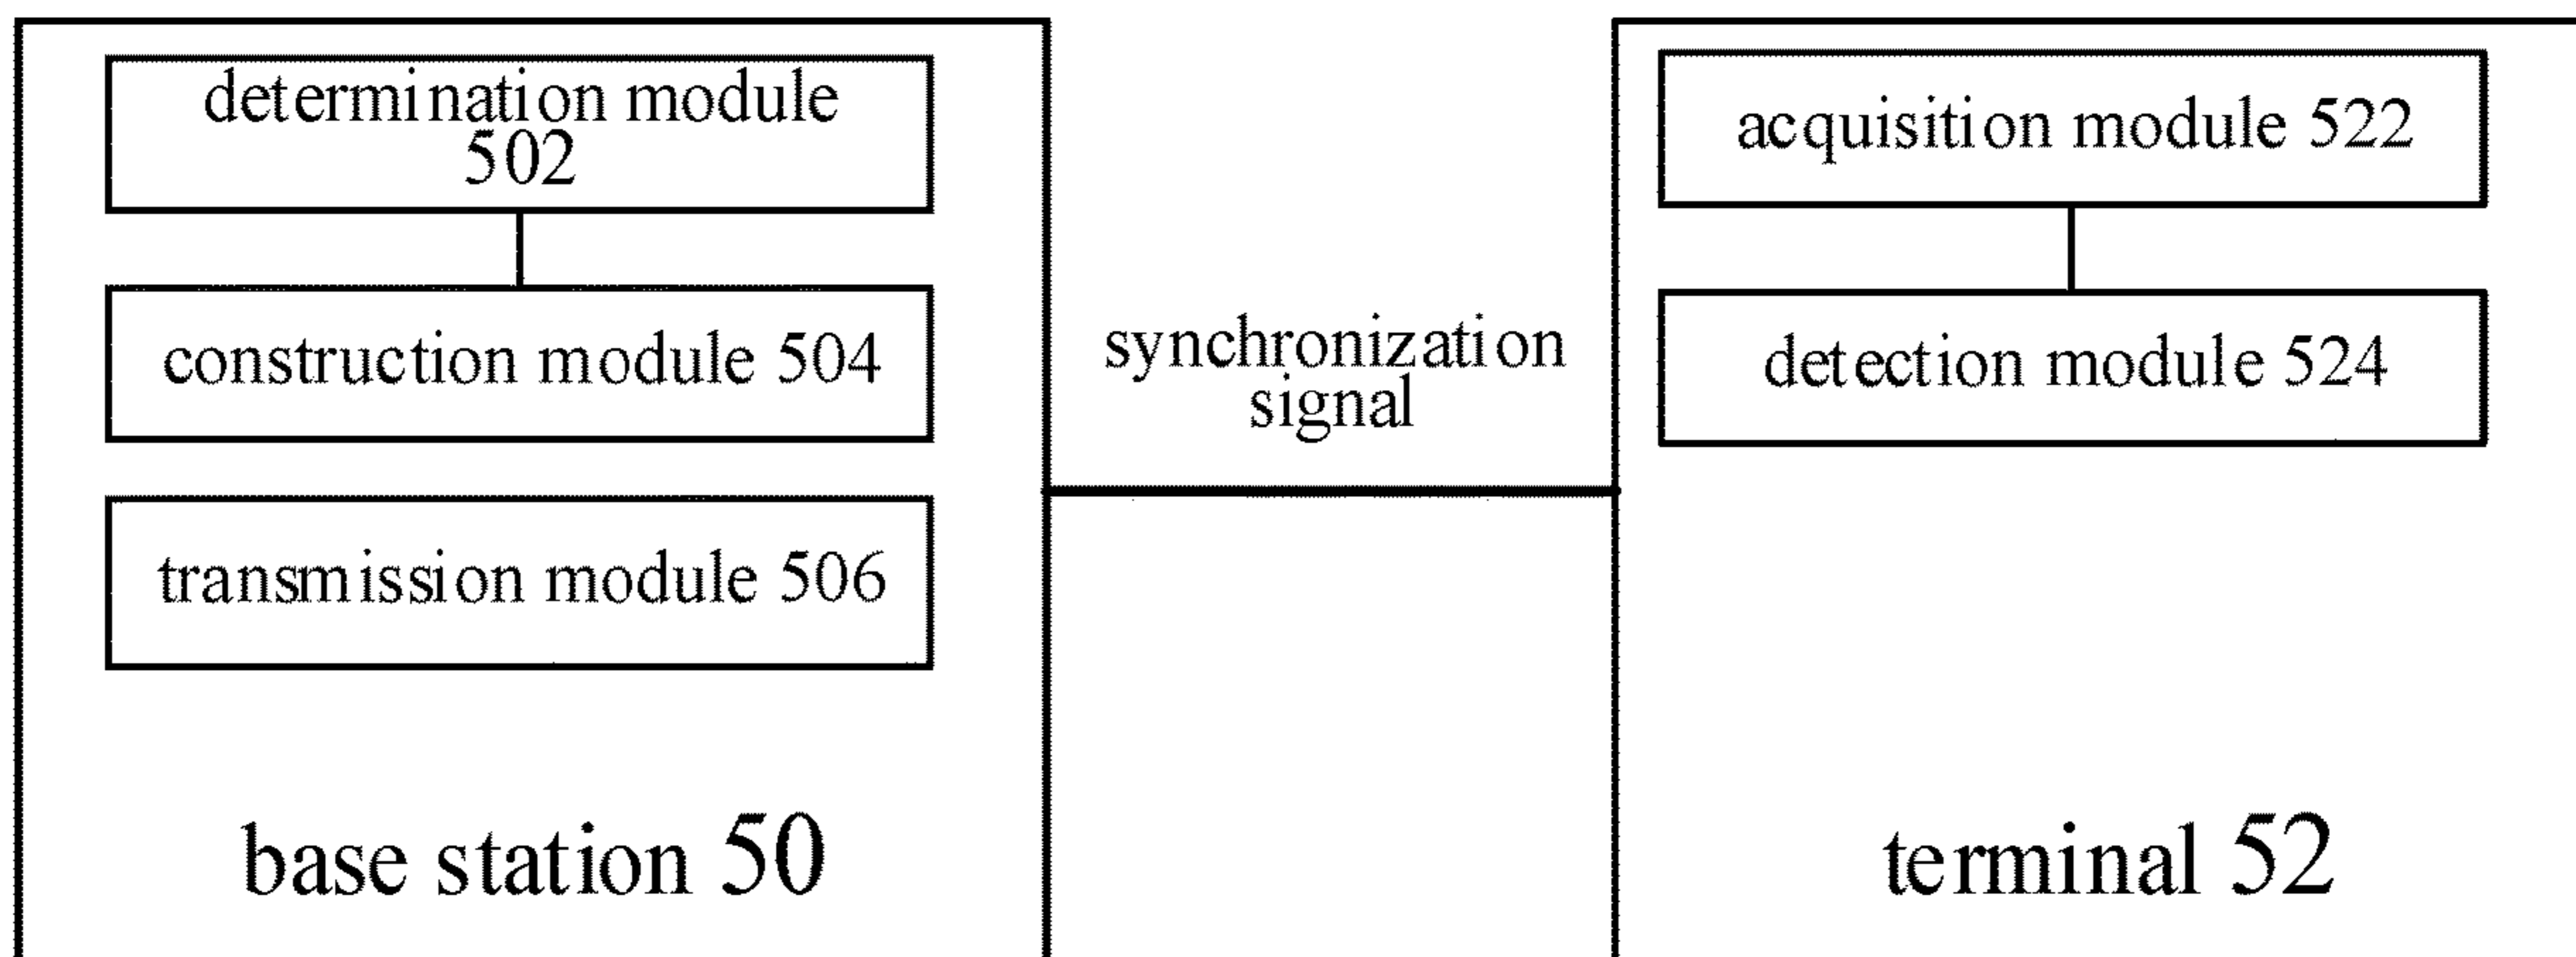 determination module
502
construction module 504
transmission module 506
base station 50
synchronization
signal
acquisition module 522
detection module 524
terminal 52